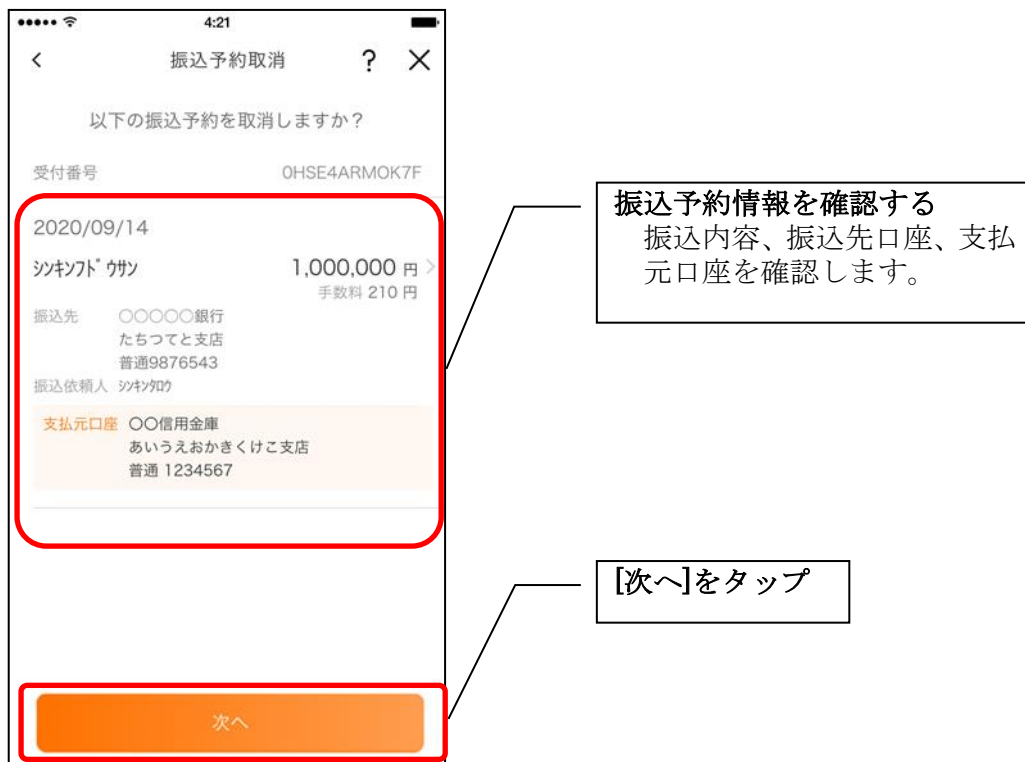 4:21
振込予約取消 ? ×
以下の振込予約を取消しますか？
受付番号 0HSE4ARMOK7F
2020/09/14
ｼﾝｷﾝﾌﾄﾞｳｻﾝ 1,000,000 円
手数料 210 円
振込先 〇〇〇〇〇銀行
たちつてと支店
普通9876543
振込依頼人 ｼﾝｷﾝﾀﾛｳ
支払元口座 〇〇信用金庫
あいうえおかきくけこ支店
普通 1234567
次へ
振込予約情報を確認する
振込内容、振込先口座、支払
元口座を確認します。
[次へ]をタップ